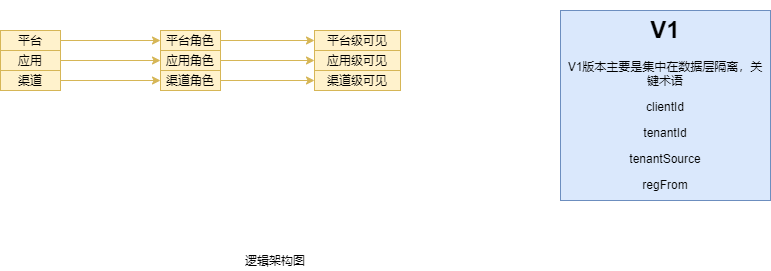 平台 平台角色 平台级可见
应用 应用角色 应用级可见
渠道 渠道角色 渠道级可见
V1
V1版本主要是集中在数据层隔离，关
键术语
clientId
tenantId
tenantSource
regFrom
逻辑架构图